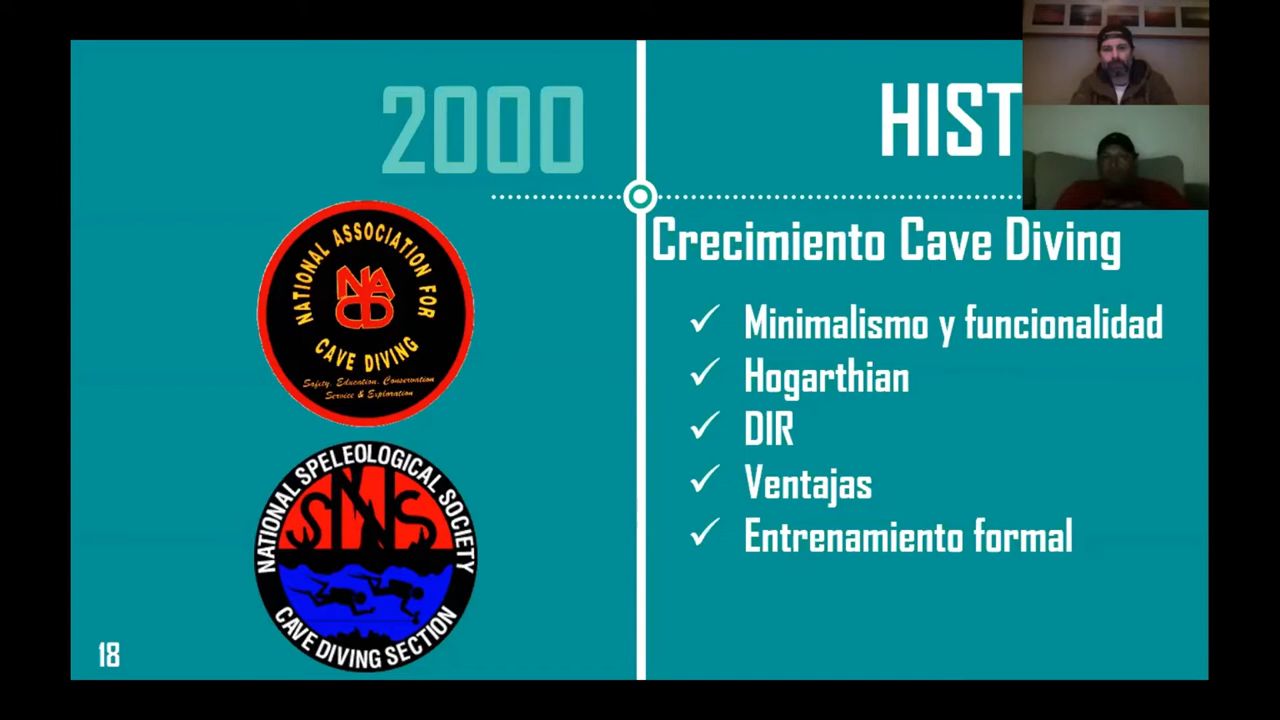 2000
HIST
NATIONAL ASSOCIATION FOR
NACD
CAVE DIVING
Safety, Education, Conservation
Service & Exploration
NATIONAL SPELEOLOGICAL SOCIETY
SNSS
CAVE DIVING SECTION
Crecimiento Cave Diving
✓ Minimalismo y funcionalidad
✓ Hogarthian
✓ DIR
✓ Ventajas
✓ Entrenamiento formal
18